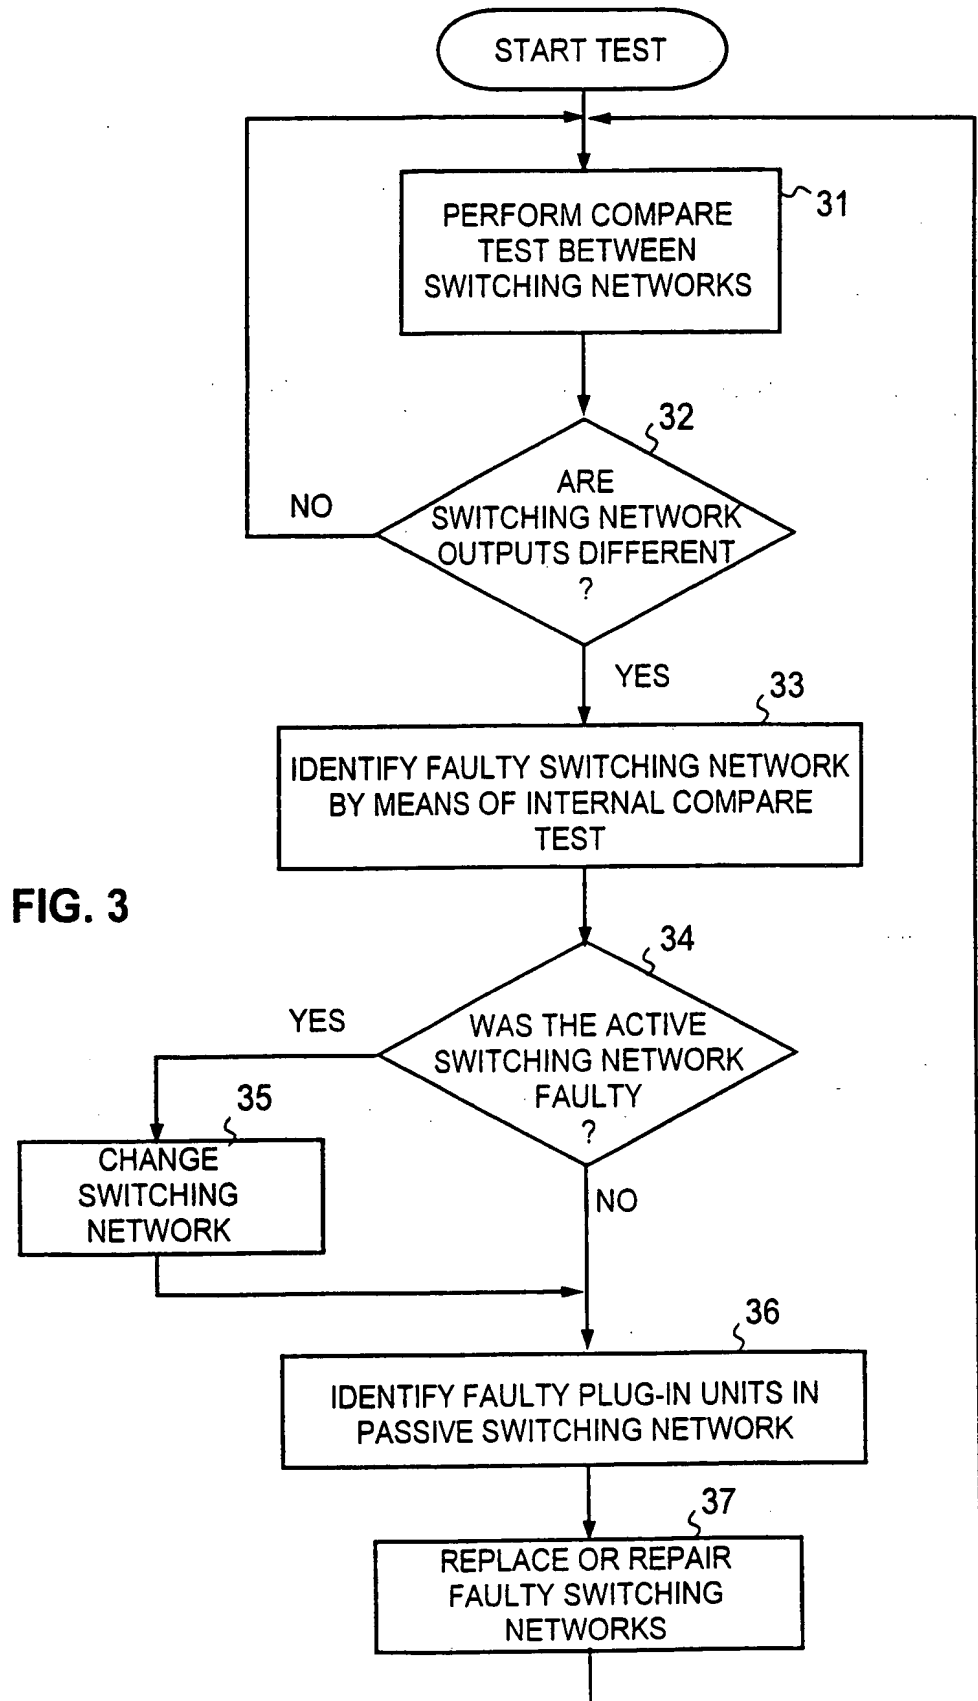 START TEST
31
PERFORM COMPARE
TEST BETWEEN
SWITCHING NETWORKS
32
ARE
SWITCHING NETWORK
OUTPUTS DIFFERENT
?
NO
YES
33
IDENTIFY FAULTY SWITCHING NETWORK
BY MEANS OF INTERNAL COMPARE
TEST
FIG. 3
34
YES
WAS THE ACTIVE
SWITCHING NETWORK
FAULTY
?
35
CHANGE
SWITCHING
NETWORK
NO
36
IDENTIFY FAULTY PLUG-IN UNITS IN
PASSIVE SWITCHING NETWORK
37
REPLACE OR REPAIR
FAULTY SWITCHING
NETWORKS